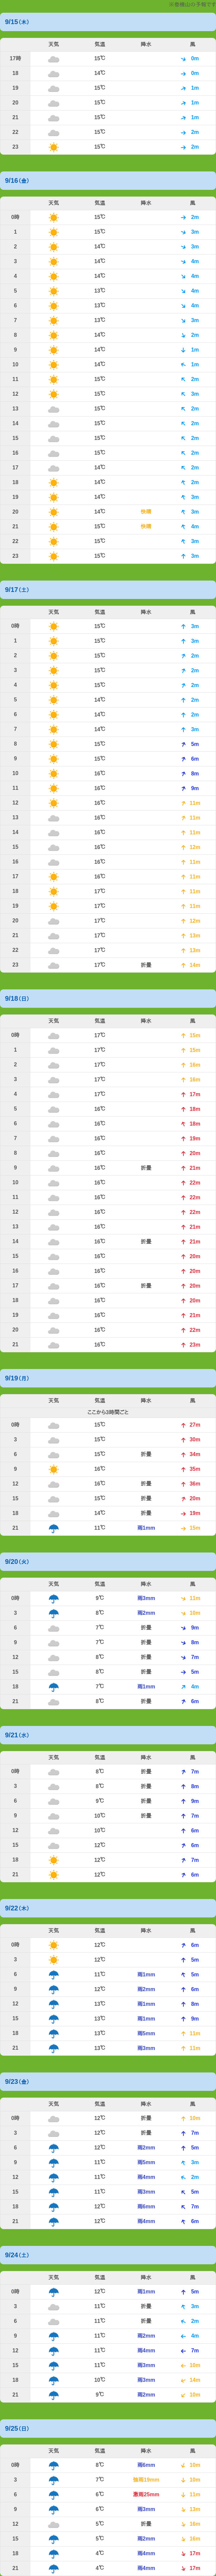 の予報です
9/15(木)
天気 気温 降水 風
17時 15℃ 0m
18 14℃ 0m
19 15℃ 1m
20 15℃ 1m
21 15℃ 1m
22 15℃ 2m
23 15℃ 2m
9/16(金)
天気 気温 降水 風
0時 15℃ 2m
1 15℃ 3m
2 14℃ 3m
3 14℃ 4m
4 14℃ 4m
5 13℃ 4m
6 13℃ 4m
7 13℃ 3m
8 14℃ 2m
9 14℃ 1m
10 14℃ 1m
11 15℃ 2m
12 15℃ 3m
13 15℃ 2m
14 15℃ 2m
15 15℃ 2m
16 15℃ 2m
17 14℃ 2m
18 14℃ 2m
19 14℃ 3m
20 14℃ 快晴 3m
21 15℃ 快晴 4m
22 15℃ 3m
23 15℃ 3m
9/17(土)
天気 気温 降水 風
0時 15℃ 3m
1 15℃ 3m
2 15℃ 2m
3 15℃ 2m
4 15℃ 2m
5 14℃ 2m
6 14℃ 2m
7 14℃ 3m
8 15℃ 5m
9 15℃ 6m
10 16℃ 8m
11 16℃ 9m
12 16℃ 11m
13 16℃ 11m
14 16℃ 11m
15 16℃ 12m
16 16℃ 11m
17 16℃ 11m
18 17℃ 11m
19 17℃ 11m
20 17℃ 12m
21 17℃ 13m
22 17℃ 13m
23 17℃ 折畳 14m
9/18(日)
天気 気温 降水 風
0時 17℃ 15m
1 17℃ 15m
2 17℃ 16m
3 17℃ 16m
4 17℃ 17m
5 16℃ 18m
6 16℃ 18m
7 16℃ 19m
8 16℃ 20m
9 16℃ 折畳 21m
10 16℃ 22m
11 16℃ 22m
12 16℃ 22m
13 16℃ 21m
14 16℃ 折畳 21m
15 16℃ 20m
16 16℃ 20m
17 16℃ 折畳 20m
18 16℃ 20m
19 16℃ 21m
20 16℃ 22m
21 16℃ 23m
9/19(月)
天気 気温 降水 風
ここから3時間ごと
0時 15℃ 27m
3 15℃ 30m
6 15℃ 折畳 34m
9 16℃ 35m
12 16℃ 折畳 36m
15 15℃ 折畳 20m
18 14℃ 折畳 19m
21 11℃ 雨1mm 15m
9/20(火)
天気 気温 降水 風
0時 9℃ 雨3mm 11m
3 8℃ 雨2mm 10m
6 7℃ 折畳 9m
9 7℃ 折畳 8m
12 8℃ 折畳 7m
15 8℃ 折畳 5m
18 7℃ 雨1mm 4m
21 8℃ 折畳 6m
9/21(水)
天気 気温 降水 風
0時 8℃ 折畳 7m
3 8℃ 折畳 8m
6 9℃ 折畳 9m
9 10℃ 折畳 7m
12 10℃ 6m
15 12℃ 6m
18 12℃ 7m
21 12℃ 6m
9/22(木)
天気 気温 降水 風
0時 12℃ 6m
3 12℃ 5m
6 11℃ 雨1mm 5m
9 12℃ 雨2mm 6m
12 13℃ 雨1mm 8m
15 13℃ 雨1mm 9m
18 13℃ 雨5mm 11m
21 13℃ 雨3mm 11m
9/23(金)
天気 気温 降水 風
0時 12℃ 折畳 10m
3 12℃ 折畳 7m
6 12℃ 雨2mm 5m
9 11℃ 雨5mm 3m
12 11℃ 雨4mm 2m
15 11℃ 雨3mm 5m
18 12℃ 雨6mm 7m
21 12℃ 雨4mm 6m
9/24(土)
天気 気温 降水 風
0時 12℃ 雨1mm 5m
3 11℃ 折畳 3m
6 11℃ 折畳 2m
9 11℃ 雨2mm 4m
12 11℃ 雨4mm 7m
15 11℃ 雨3mm 10m
18 10℃ 雨3mm 14m
21 9℃ 雨2mm 10m
9/25(日)
天気 気温 降水 風
0時 8℃ 雨6mm 10m
3 7℃ 19mm 10m
6 6℃ 25mm 11m
9 6℃ 雨3mm 13m
12 5℃ 折畳 16m
15 5℃ 雨2mm 16m
18 4℃ 雨4mm 17m
21 4℃ 雨4mm 17m